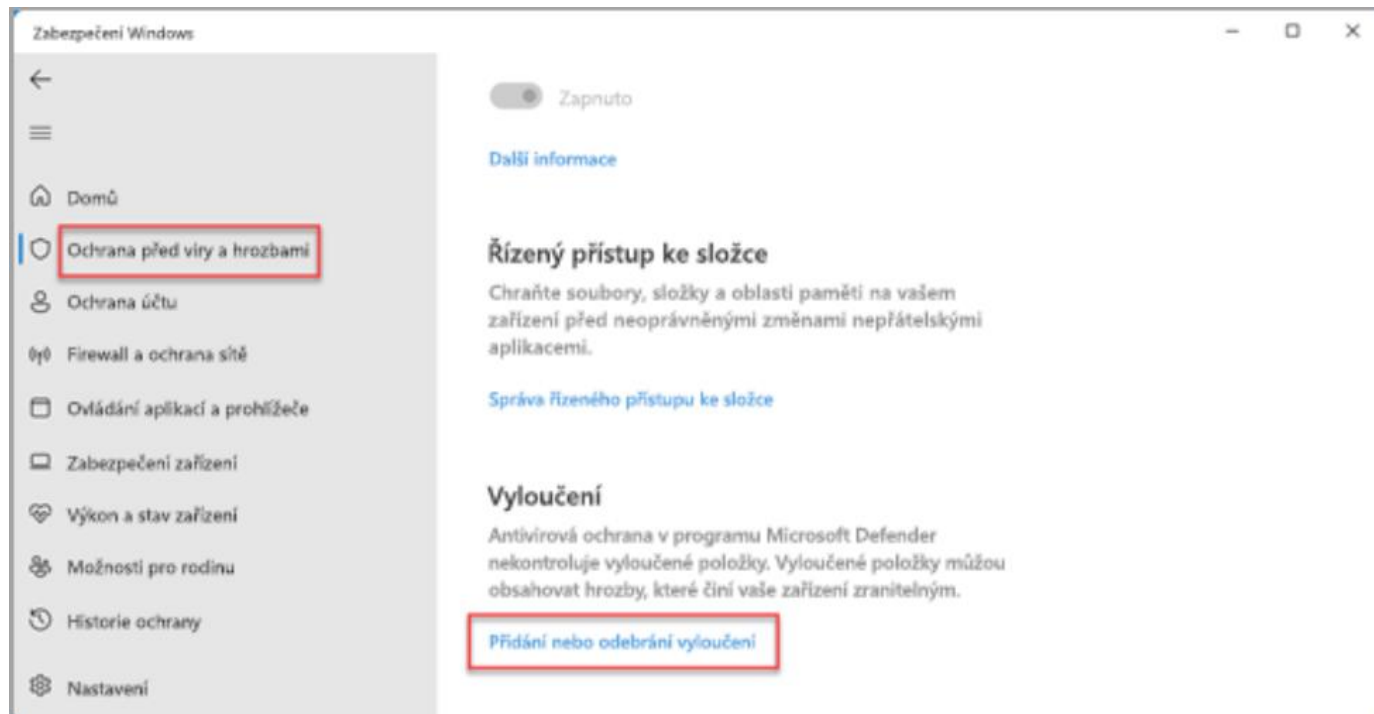 Zabezpečení Windows
Domů
Ochrana před viry a hrozbami
Ochrana účtu
Firewall a ochrana sítě
Ovládání aplikací a prohlížeče
Zabezpečení zařízení
Výkon a stav zařízení
Možnosti pro rodinu
Historie ochrany
Nastavení
Zapnuto
Další informace
Řízený přístup ke složce
Chraňte soubory, složky a oblasti paměti na vašem
zařízení před neoprávněnými změnami nepřátelskými
aplikacemi.
Správa řízeného přístupu ke složce
Vyloučení
Antivirová ochrana v programu Microsoft Defender
nekontroluje vyloučené položky. Vyloučené položky můžou
obsahovat hrozby, které činí vaše zařízení zranitelným.
Přidání nebo odebrání vyloučení